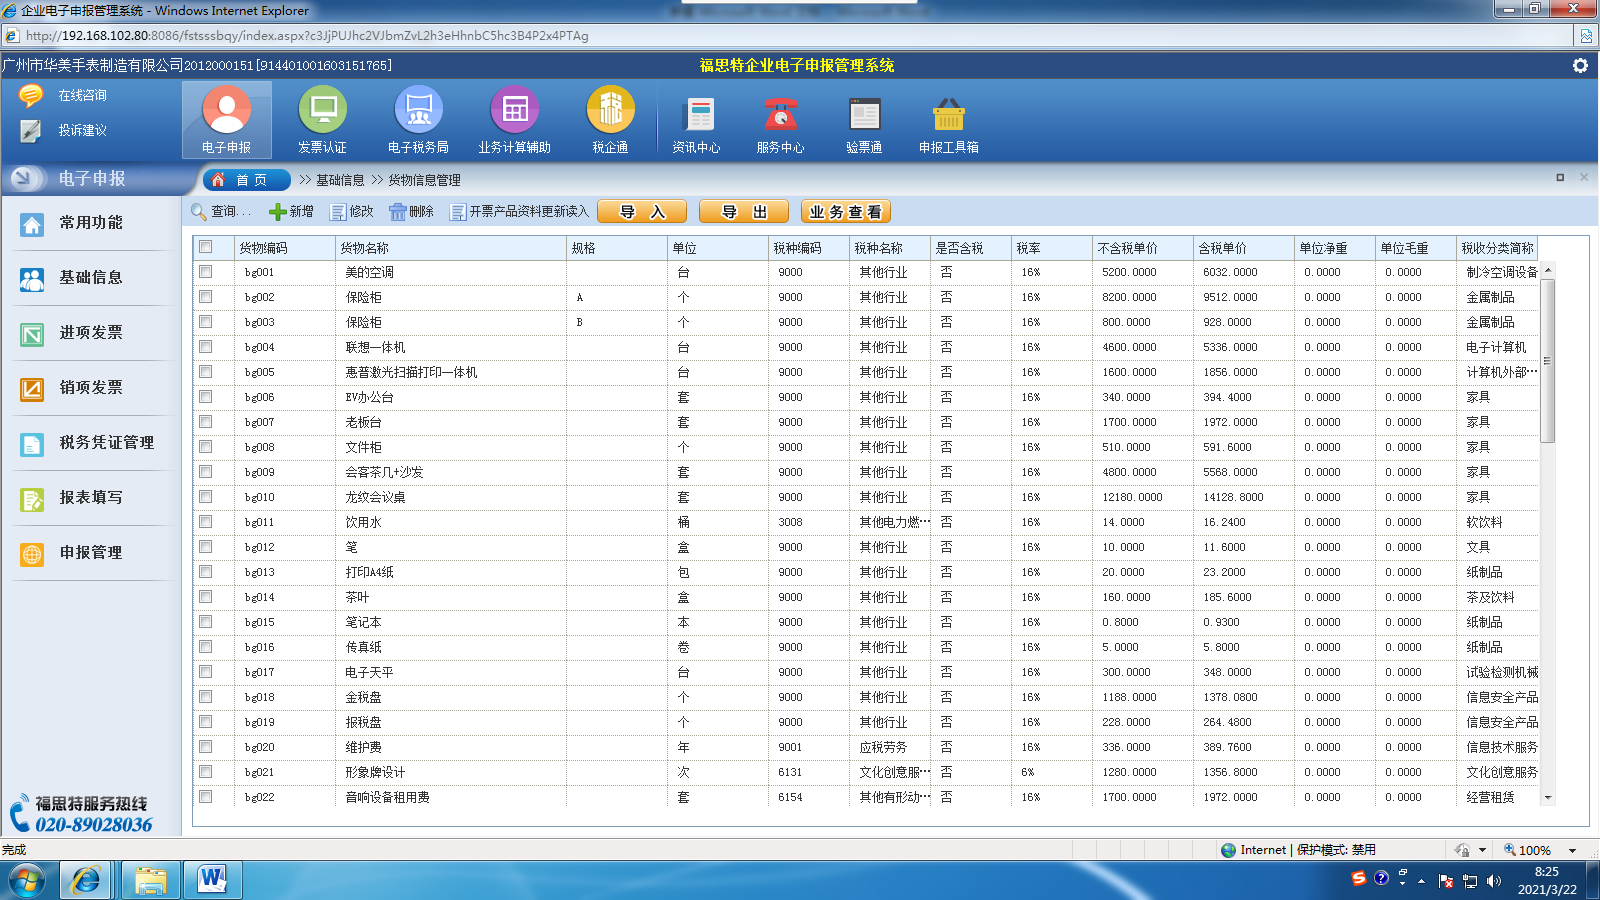 企业电子申报管理系统 - Windows Internet Explorer
http://192.168.102.80:8086/fstsssbqy/index.aspx?c3JjPUJhc2VJbmZvL2h3eHhnbC5hc3B4P2x4PTAg
广州市华美手表制造有限公司2012000151[914401001603151765] 福思特企业电子申报管理系统
在线咨询
投诉建议
电子申报 发票认证 电子税务局 业务计算辅助 税企通 资讯中心 服务中心 验票通 申报工具箱
电子申报 首 页 >> 基础信息 >> 货物信息管理
查询... 新增 修改 删除 开票产品资料更新读入 导 入 导 出 业务查看
常用功能
基础信息
进项发票
销项发票
税务凭证管理
报表填写
申报管理
货物编码 货物名称 规格 单位 税种编码 税种名称 是否含税 税率 不含税单价 含税单价 单位净重 单位毛重 税收分类简称
bg001 美的空调 台 9000 其他行业 否 16% 5200.0000 6032.0000 0.0000 0.0000 制冷空调设备
bg002 保险柜 A 个 9000 其他行业 否 16% 8200.0000 9512.0000 0.0000 0.0000 金属制品
bg003 保险柜 B 个 9000 其他行业 否 16% 800.0000 928.0000 0.0000 0.0000 金属制品
bg004 联想一体机 台 9000 其他行业 否 16% 4600.0000 5336.0000 0.0000 0.0000 电子计算机
bg005 惠普激光扫描打印一体机 台 9000 其他行业 否 16% 1600.0000 1856.0000 0.0000 0.0000 计算机外部…
bg006 EV办公台 套 9000 其他行业 否 16% 340.0000 394.4000 0.0000 0.0000 家具
bg007 老板台 套 9000 其他行业 否 16% 1700.0000 1972.0000 0.0000 0.0000 家具
bg008 文件柜 个 9000 其他行业 否 16% 510.0000 591.6000 0.0000 0.0000 家具
bg009 会客茶几+沙发 套 9000 其他行业 否 16% 4800.0000 5568.0000 0.0000 0.0000 家具
bg010 龙纹会议桌 套 9000 其他行业 否 16% 12180.0000 14128.8000 0.0000 0.0000 家具
bg011 饮用水 桶 3008 其他电力燃… 否 16% 14.0000 16.2400 0.0000 0.0000 软饮料
bg012 笔 盒 9000 其他行业 否 16% 10.0000 11.6000 0.0000 0.0000 文具
bg013 打印A4纸 包 9000 其他行业 否 16% 20.0000 23.2000 0.0000 0.0000 纸制品
bg014 茶叶 盒 9000 其他行业 否 16% 160.0000 185.6000 0.0000 0.0000 茶及饮料
bg015 笔记本 本 9000 其他行业 否 16% 0.8000 0.9300 0.0000 0.0000 纸制品
bg016 传真纸 卷 9000 其他行业 否 16% 5.0000 5.8000 0.0000 0.0000 纸制品
bg017 电子天平 台 9000 其他行业 否 16% 300.0000 348.0000 0.0000 0.0000 试验检测机械
bg018 金税盘 个 9000 其他行业 否 16% 1188.0000 1378.0800 0.0000 0.0000 信息安全产品
bg019 报税盘 个 9000 其他行业 否 16% 228.0000 264.4800 0.0000 0.0000 信息安全产品
bg020 维护费 年 9001 应税劳务 否 16% 336.0000 389.7600 0.0000 0.0000 信息技术服务
bg021 形象牌设计 次 6131 文化创意服… 否 6% 1280.0000 1356.8000 0.0000 0.0000 文化创意服务
bg022 音响设备租用费 套 6154 其他有形动… 否 16% 1700.0000 1972.0000 0.0000 0.0000 经营租赁
福思特服务热线
020-89028036
完成 Internet | 保护模式: 禁用 100%
8:25
2021/3/22